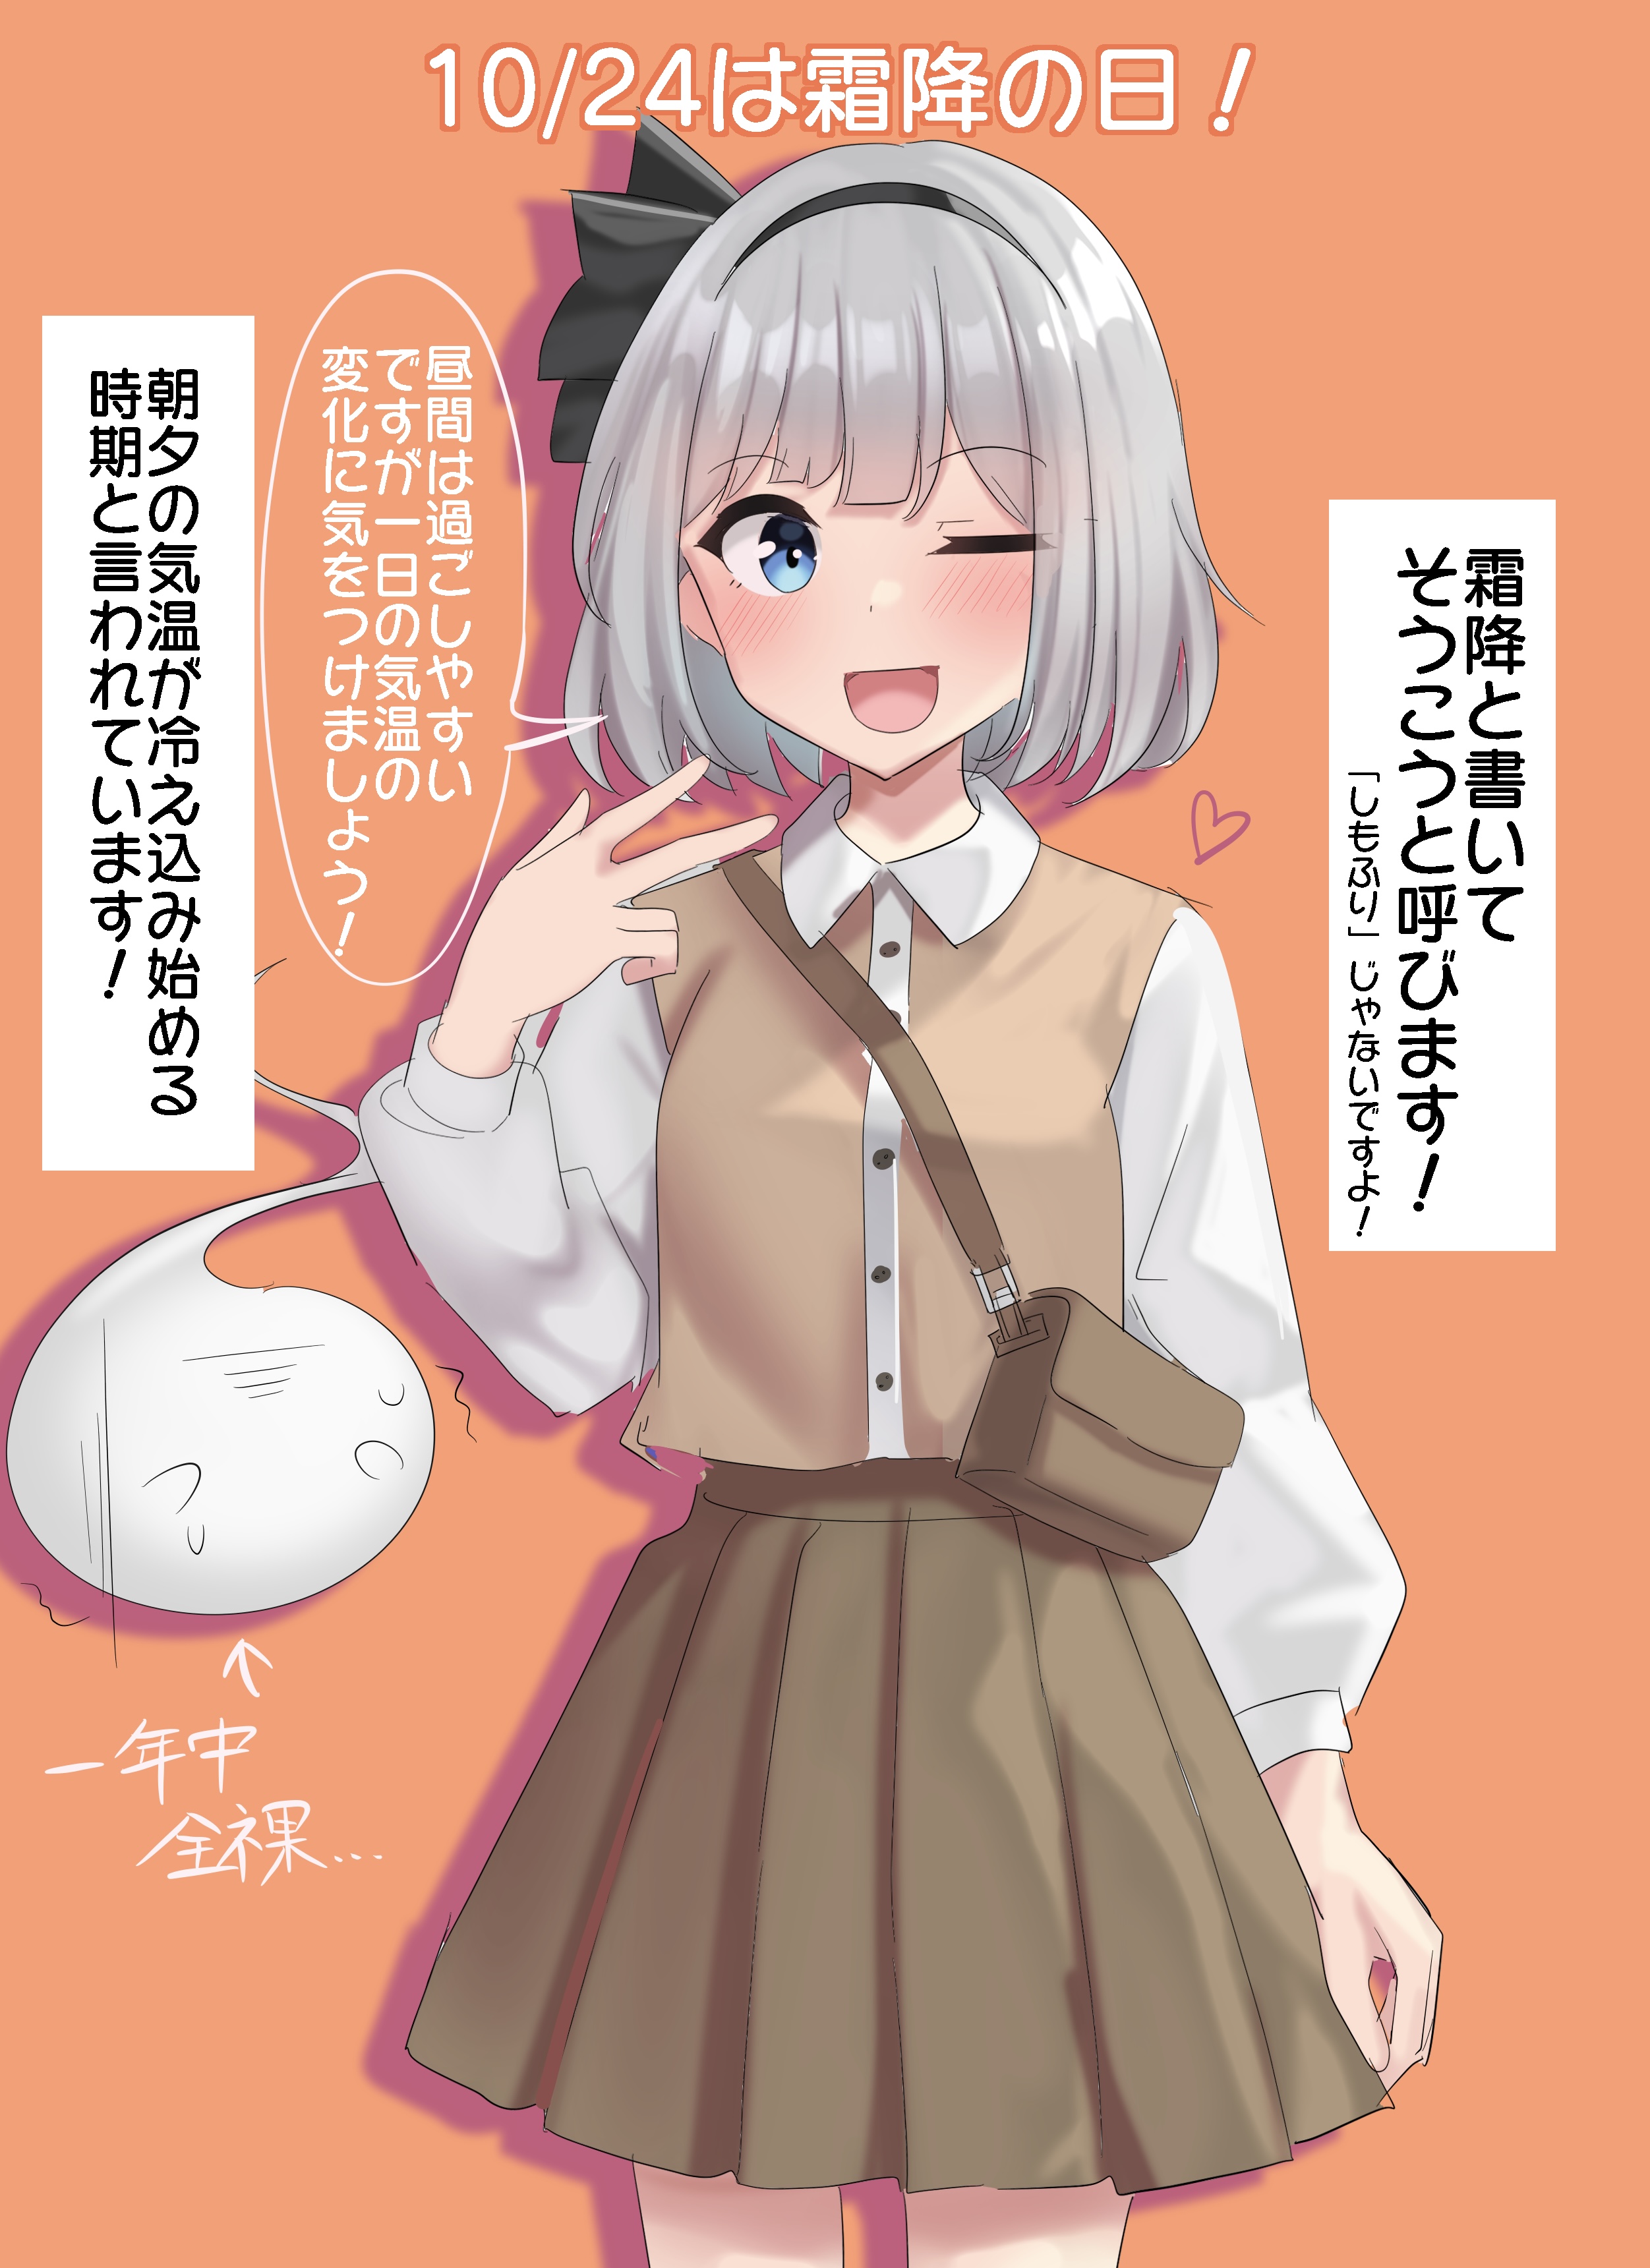 10/24は霜降の日！
霜降と書いて
そうこうと呼びます！
「しもふり」じゃないですよ！
昼間は過ごしやすい
ですが一日の気温の
変化に気をつけましょう！
朝夕の気温が冷え込み始める
時期と言われています！
↑
一年中
全裸...